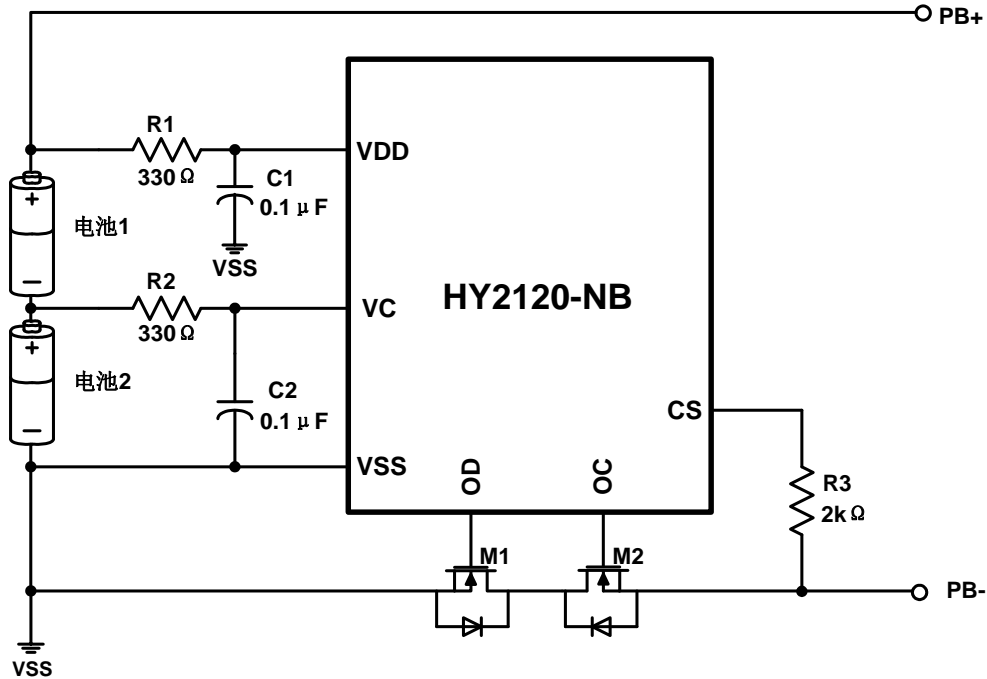 PB+
R1
330Ω
VDD
C1
0.1μF
电池1
VSS
R2
330Ω
VC
HY2120-NB
电池2
C2
0.1μF
CS
VSS
OD
OC
R3
2kΩ
M1
M2
PB-
VSS